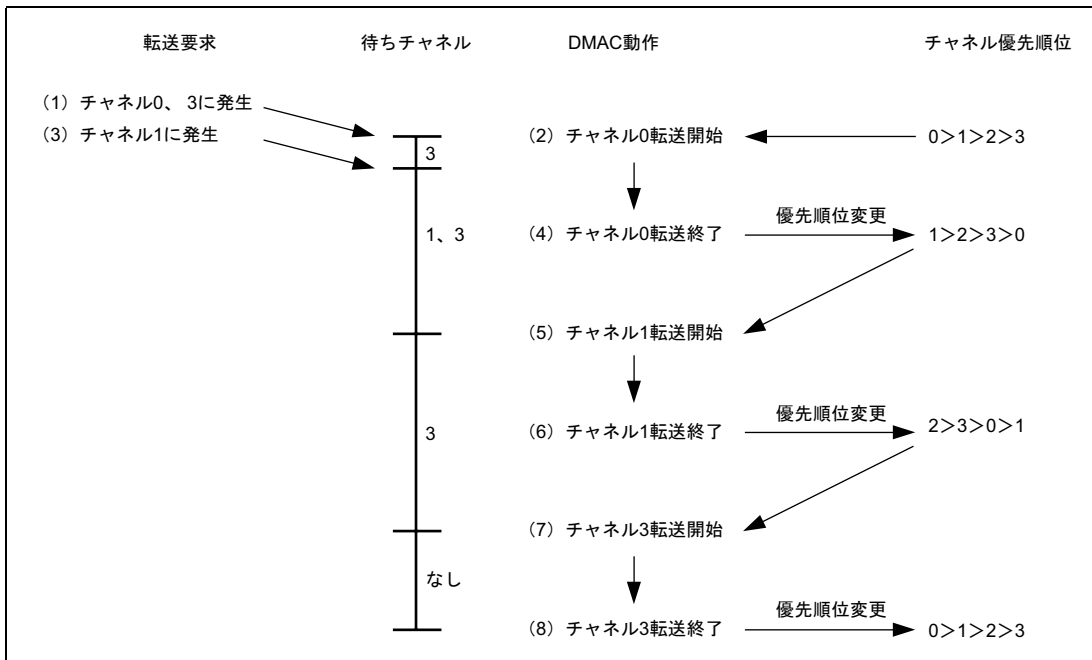 転送要求 待ちチャネル DMAC動作 チャネル優先順位
（1）チャネル0、3に発生
（3）チャネル1に発生
3
（2）チャネル0転送開始
0＞1＞2＞3
1、3
（4）チャネル0転送終了
優先順位変更
1＞2＞3＞0
（5）チャネル1転送開始
3
（6）チャネル1転送終了
優先順位変更
2＞3＞0＞1
（7）チャネル3転送開始
なし
（8）チャネル3転送終了
優先順位変更
0＞1＞2＞3